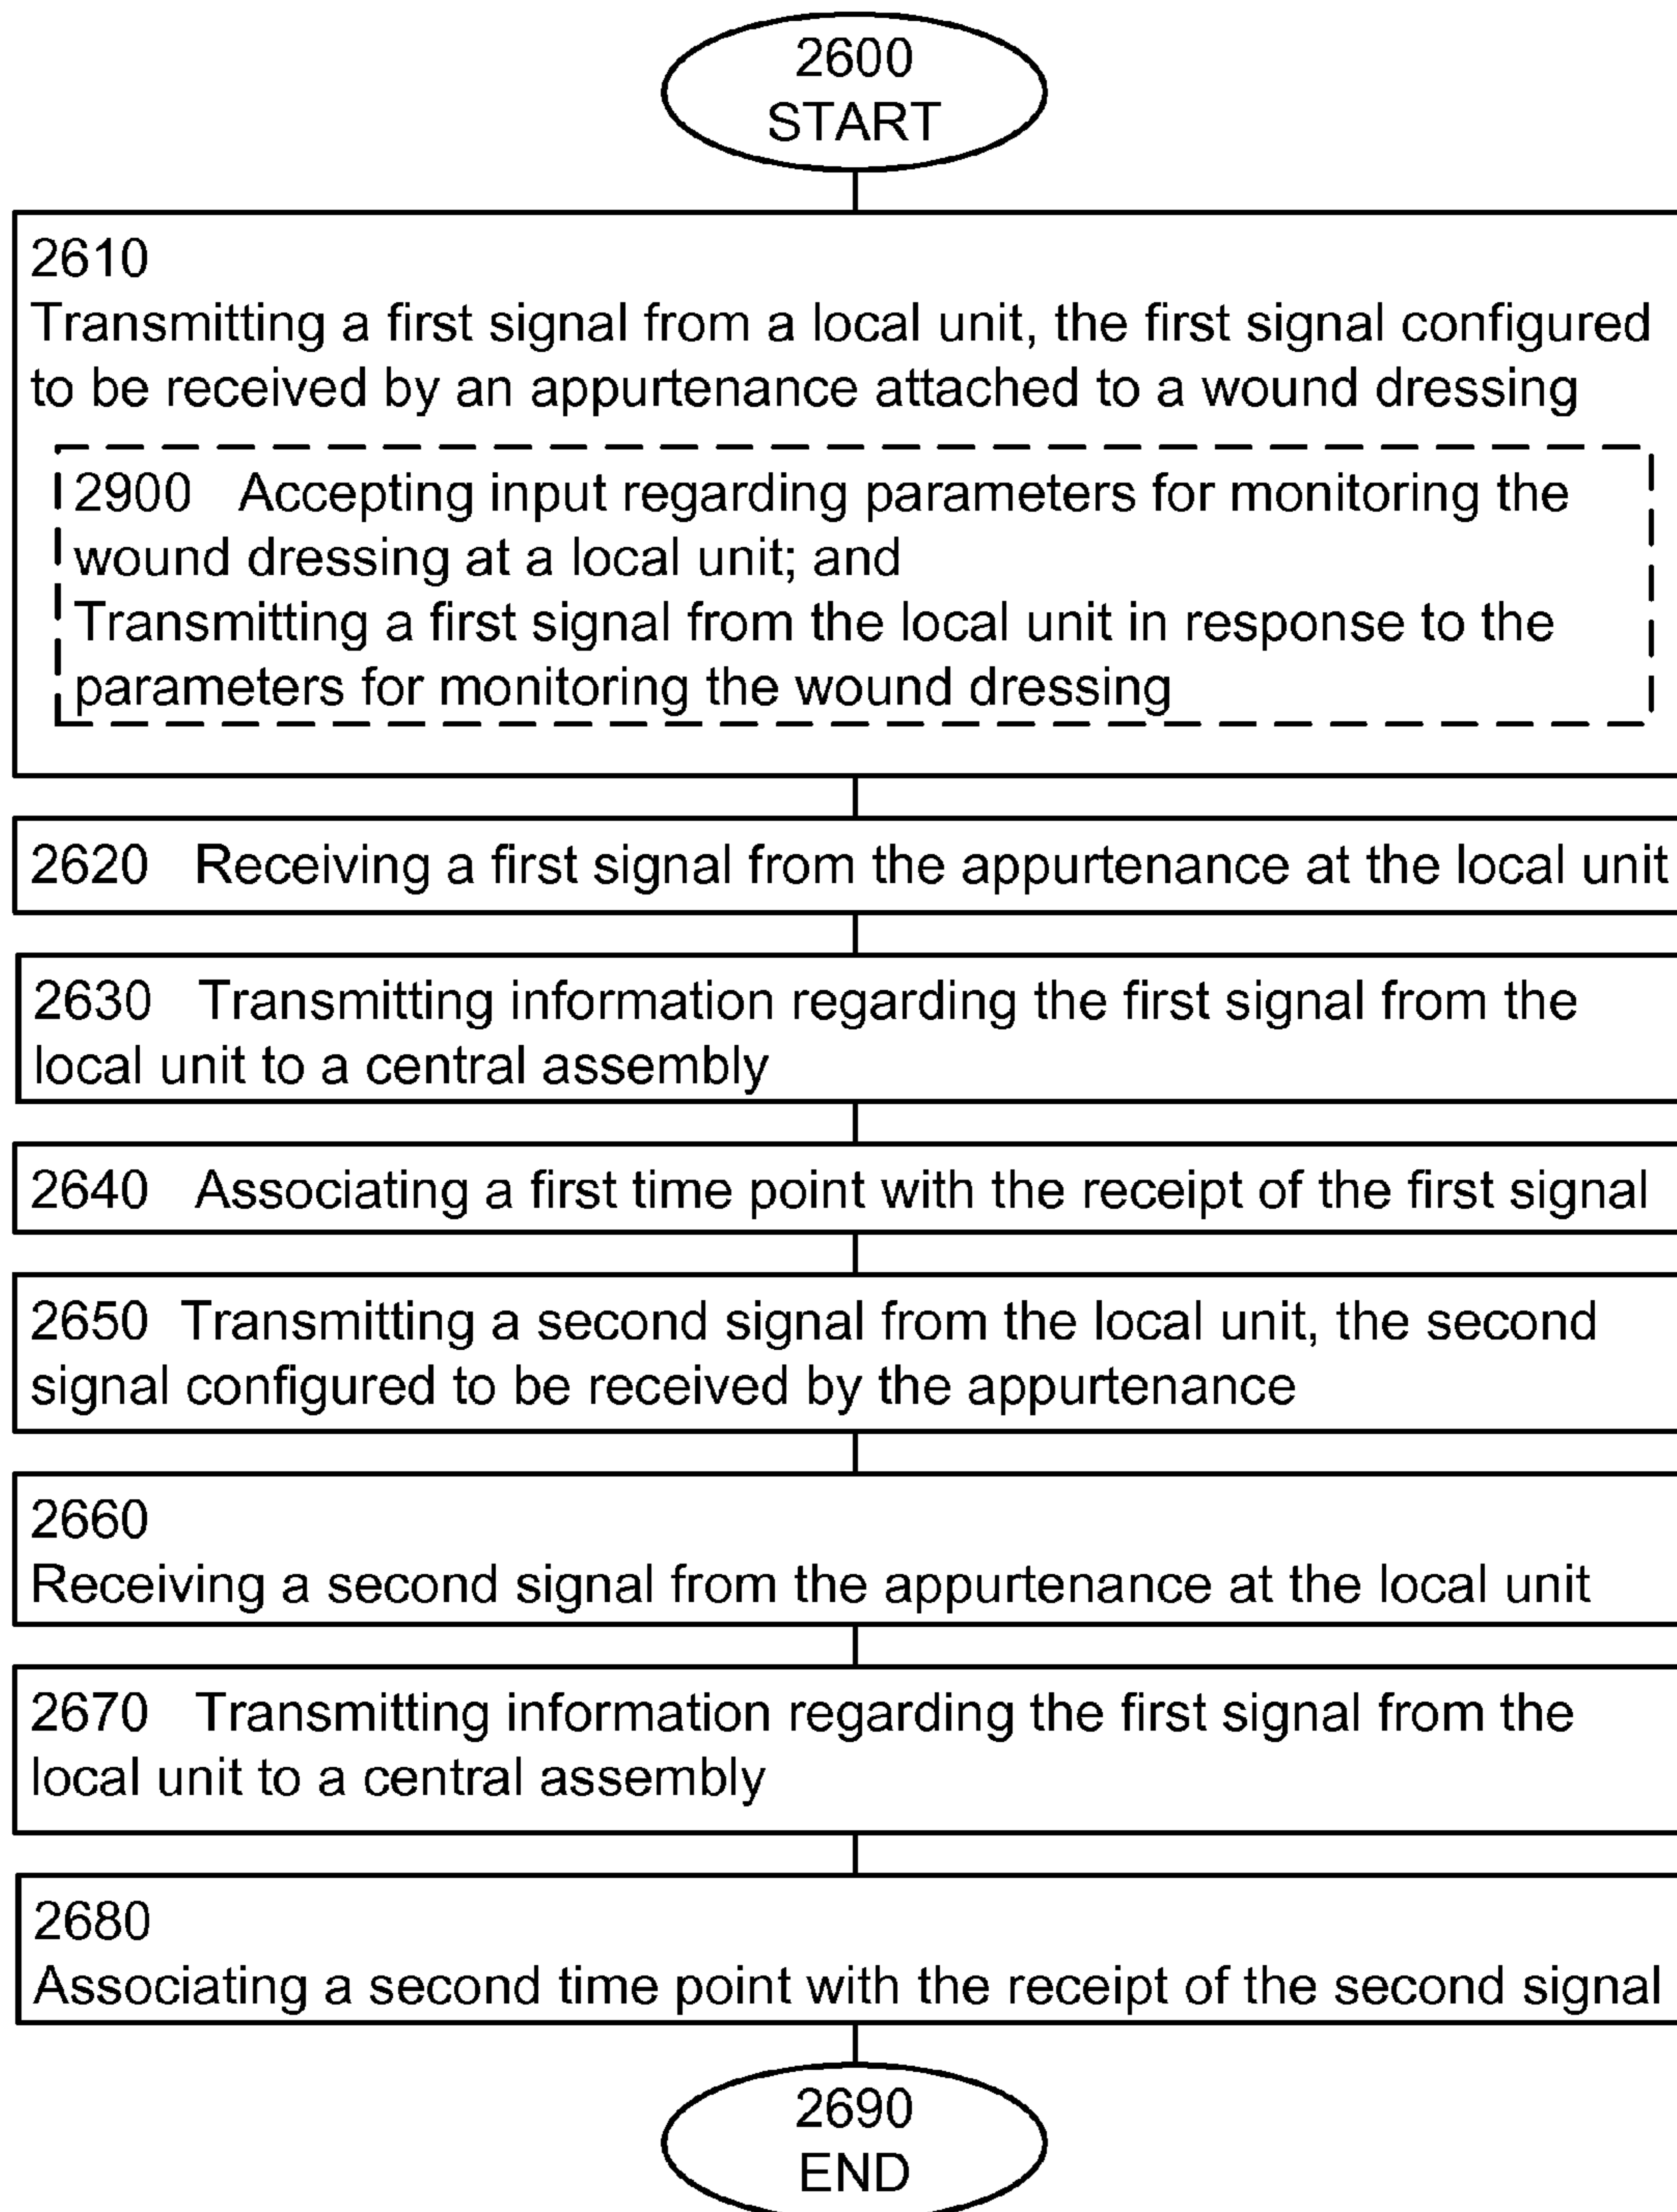 2600
START
2610
Transmitting a first signal from a local unit, the first signal configured
to be received by an appurtenance attached to a wound dressing
2900 Accepting input regarding parameters for monitoring the
wound dressing at a local unit; and
Transmitting a first signal from the local unit in response to the
parameters for monitoring the wound dressing
2620 Receiving a first signal from the appurtenance at the local unit
2630 Transmitting information regarding the first signal from the
local unit to a central assembly
2640 Associating a first time point with the receipt of the first signal
2650 Transmitting a second signal from the local unit, the second
signal configured to be received by the appurtenance
2660
Receiving a second signal from the appurtenance at the local unit
2670 Transmitting information regarding the first signal from the
local unit to a central assembly
2680
Associating a second time point with the receipt of the second signal
2690
END